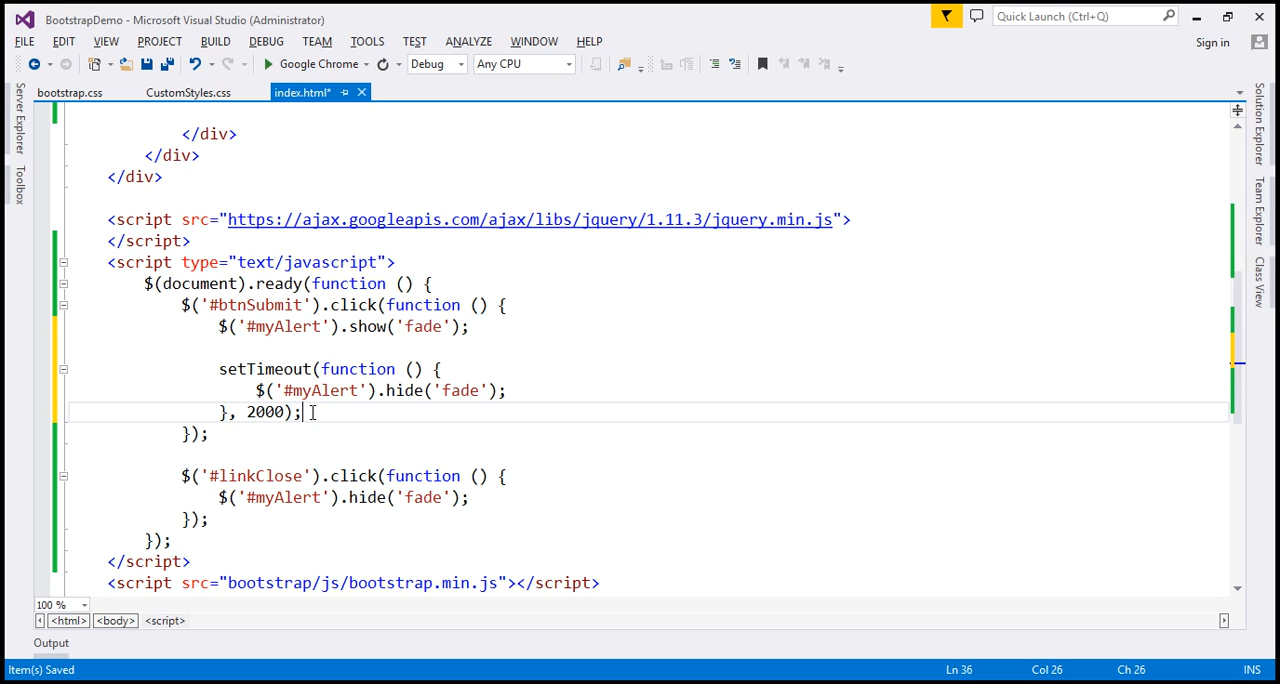 BootstrapDemo - Microsoft Visual Studio (Administrator)
Quick Launch (Ctrl+Q)
FILE EDIT VIEW PROJECT BUILD DEBUG TEAM TOOLS TEST ANALYZE WINDOW HELP
Sign in
Google Chrome Debug Any CPU
bootstrap.css CustomStyles.css index.html*
Server Explorer
Toolbox
Solution Explorer
Team Explorer
Class View
</div>
</div>
</div>
<script src="https://ajax.googleapis.com/ajax/libs/jquery/1.11.3/jquery.min.js">
</script>
<script type="text/javascript">
$(document).ready(function () {
$('#btnSubmit').click(function () {
$('#myAlert').show('fade');
setTimeout(function () {
$('#myAlert').hide('fade');
}, 2000);
});
$('#linkClose').click(function () {
$('#myAlert').hide('fade');
});
});
</script>
<script src="bootstrap/js/bootstrap.min.js"></script>
100 %
<html> <body> <script>
Output
Item(s) Saved Ln 36 Col 26 Ch 26 INS